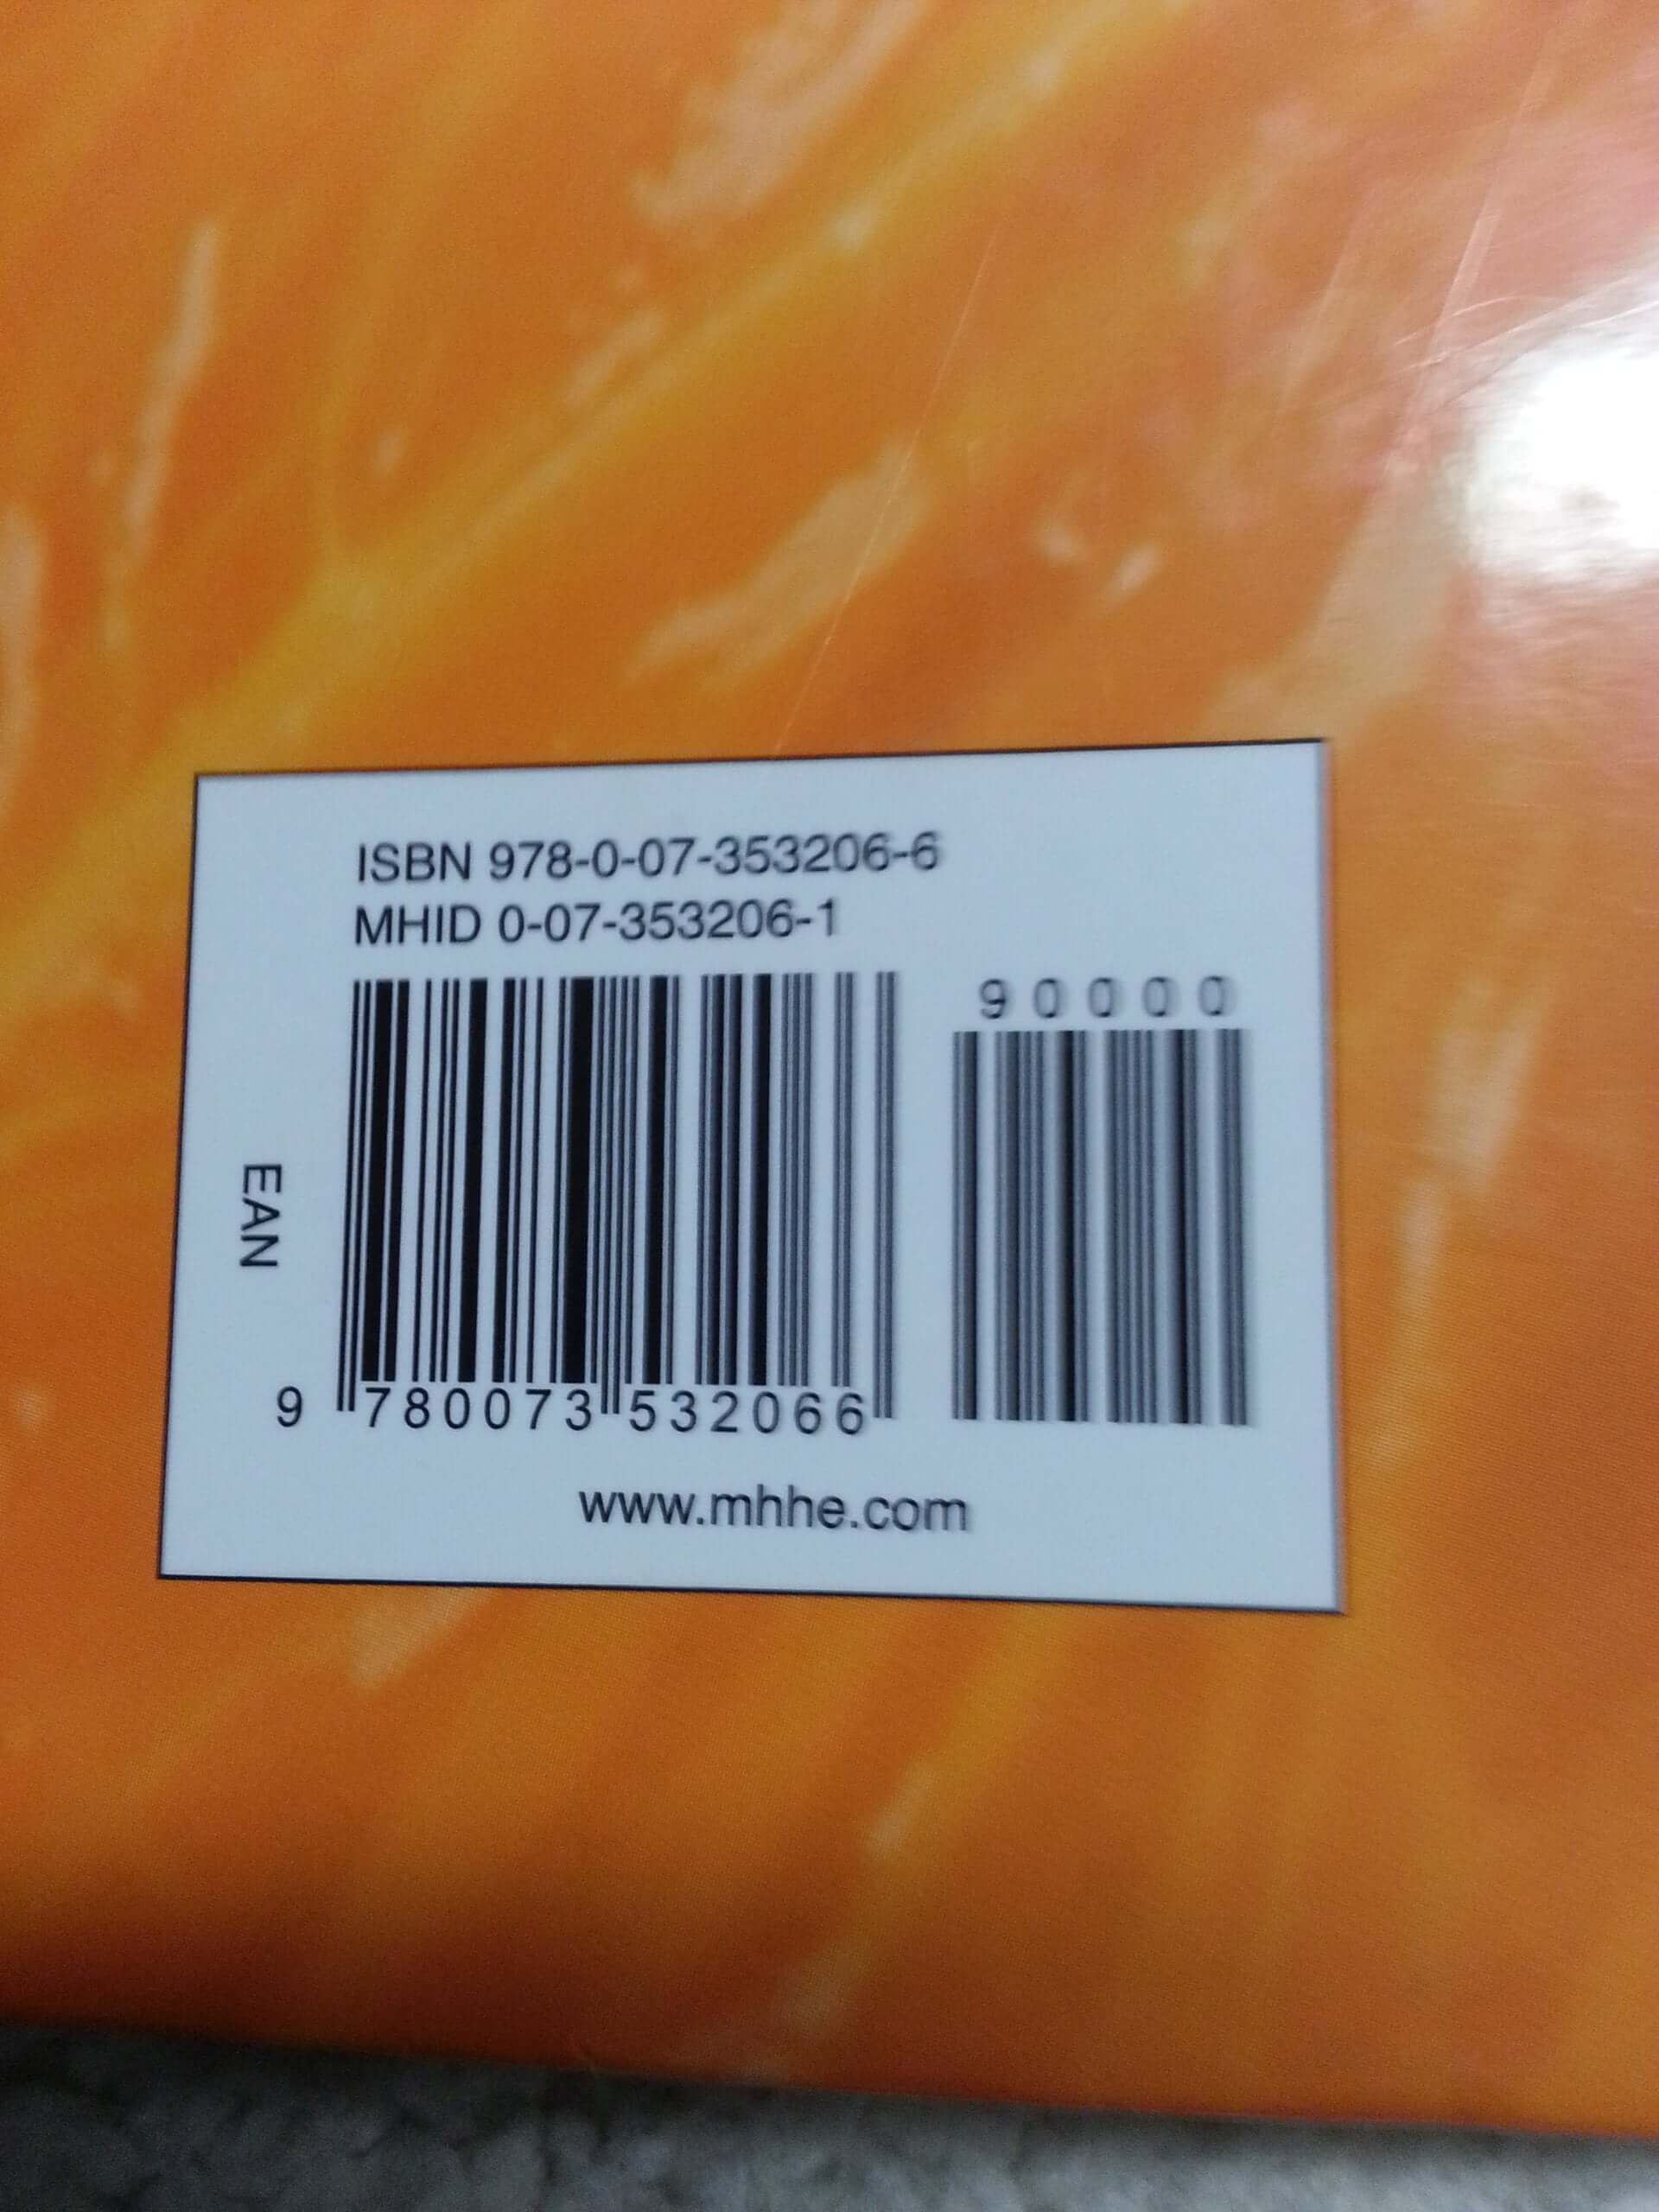 ISBN 978-0-07-353206-6
MHID 0-07-353206-1
90000
EAN
9 780073 532066
www.mhhe.com